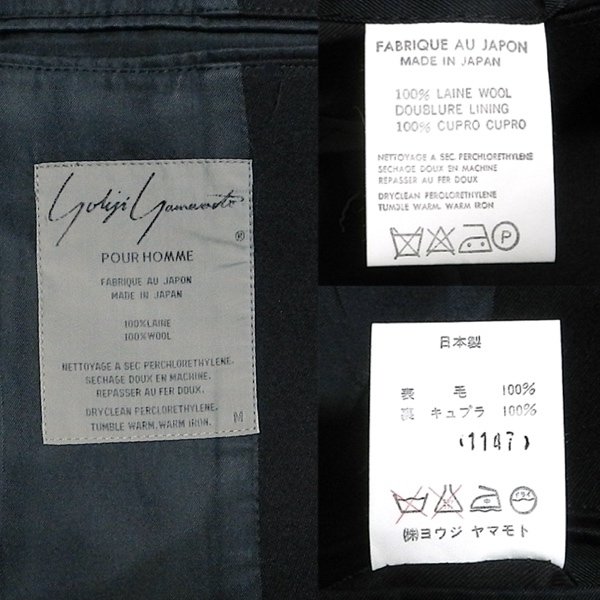 Yohji Yamamoto
®
POUR HOMME
FABRIQUE AU JAPON
MADE IN JAPAN
100%LAINE
100%WOOL
NETTOYAGE A SEC PERCHLORETHYLENE.
SECHAGE DOUX EN MACHINE.
REPASSER AU FER DOUX.
DRYCLEAN PERCLORETHYLENE.
TUMBLE WARM, WARM IRON.
M
FABRIQUE AU JAPON
MADE IN JAPAN
100% LAINE WOOL
DOUBLURE LINING
100% CUPRO CUPRO
NETTOYAGE A SEC PERCHLORETHYLENE
SECHAGE DOUX EN MACHINE
REPASSER AU FER DOUX
DRYCLEAN PERCLORETHYLENE
TUMBLE WARM, WARM IRON
P
日本製
表 毛 100%
裏 キュプラ 100%
(1147)
ドライ
㈱ヨウジ ヤマモト